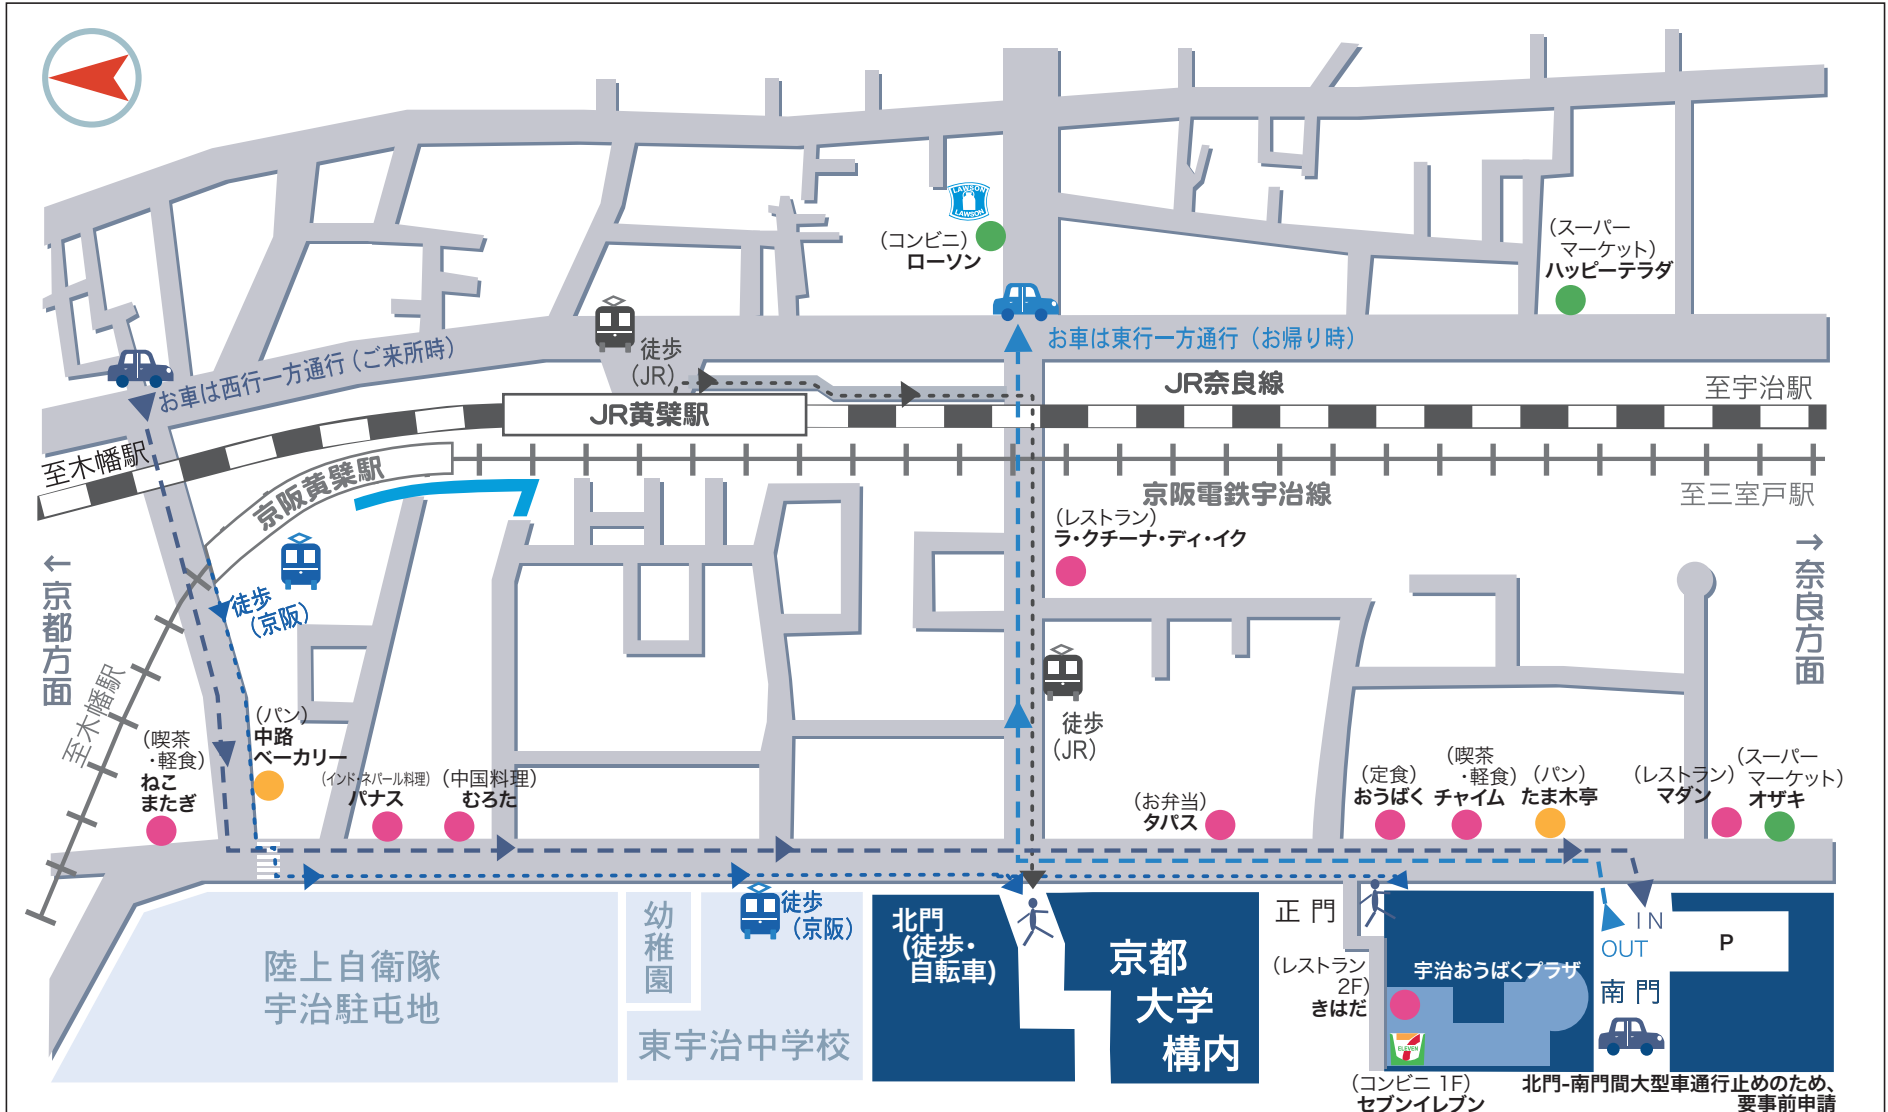 LAWSON
LAWSON
(コンビニ)
ローソン
(スーパー
マーケット)
ハッピーテラダ
お車は西行一方通行(ご来所時)
徒歩
(JR)
お車は東行一方通行(お帰り時)
JR奈良線
至宇治駅
JR黄檗駅
至木幡駅
京阪黄檗駅
京阪電鉄宇治線
至三室戸駅
←京都方面
→奈良方面
(レストラン)
ラ・クチーナ・ディ・イク
徒歩
(京阪)
至木幡駅
徒歩
(JR)
(喫茶
・軽食)
ねこ
またぎ
(パン)
中路
ベーカリー
(インド・ネパール料理)
パナス
(中国料理)
むろた
(お弁当)
タパス
(定食)
おうばく
(喫茶
・軽食)
チャイム
(パン)
たま木亭
(レストラン)
マダン
(スーパー
マーケット)
オザキ
陸上自衛隊
宇治駐屯地
幼稚園
東宇治中学校
徒歩
(京阪)
北門
(徒歩・
自転車)
京都
大学
構内
正門
(レストラン
2F)
きはだ
宇治おうばくプラザ
ELEVEN
(コンビニ 1F)
セブンイレブン
IN
OUT
南門
P
北門-南門間大型車通行止めのため、
要事前申請